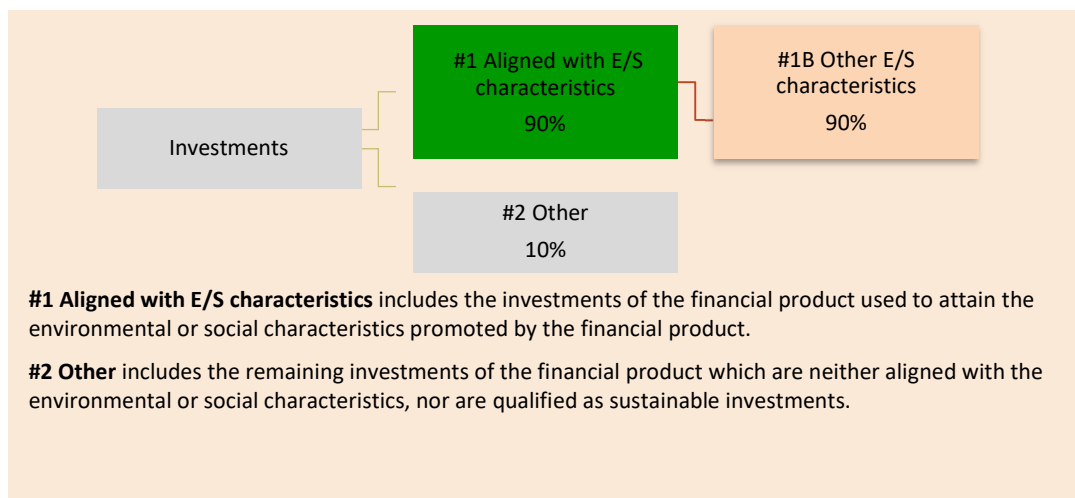 #1 Aligned with E/S
characteristics
90%
#1B Other E/S
characteristics
90%
Investments
#2 Other
10%
#1 Aligned with E/S characteristics includes the investments of the financial product used to attain the
environmental or social characteristics promoted by the financial product.
#2 Other includes the remaining investments of the financial product which are neither aligned with the
environmental or social characteristics, nor are qualified as sustainable investments.